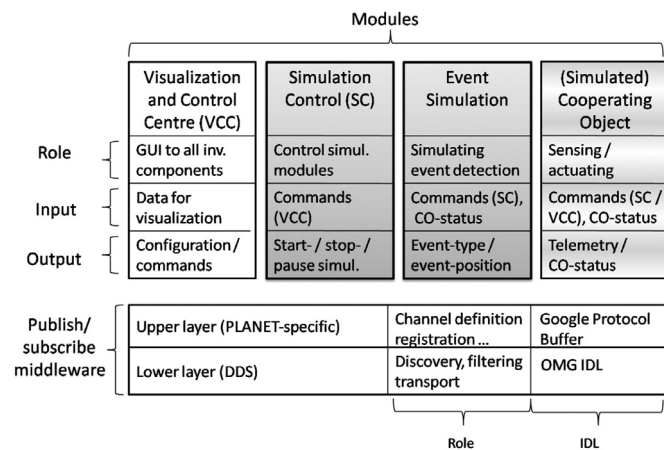 Modules
Visualization
and Control
Centre (VCC)
Simulation
Control (SC)
Event
Simulation
(Simulated)
Cooperating
Object
Role
GUI to all inv.
components
Control simul.
modules
Simulating
event detection
Sensing /
actuating
Input
Data for
visualization
Commands
(VCC)
Commands (SC),
CO-status
Commands (SC /
VCC), CO-status
Output
Configuration /
commands
Start- / stop- /
pause simul.
Event-type /
event-position
Telemetry /
CO-status
Publish/
subscribe
middleware
Upper layer (PLANET-specific)
Channel definition
registration ...
Google Protocol
Buffer
Lower layer (DDS)
Discovery, filtering
transport
OMG IDL
Role
IDL